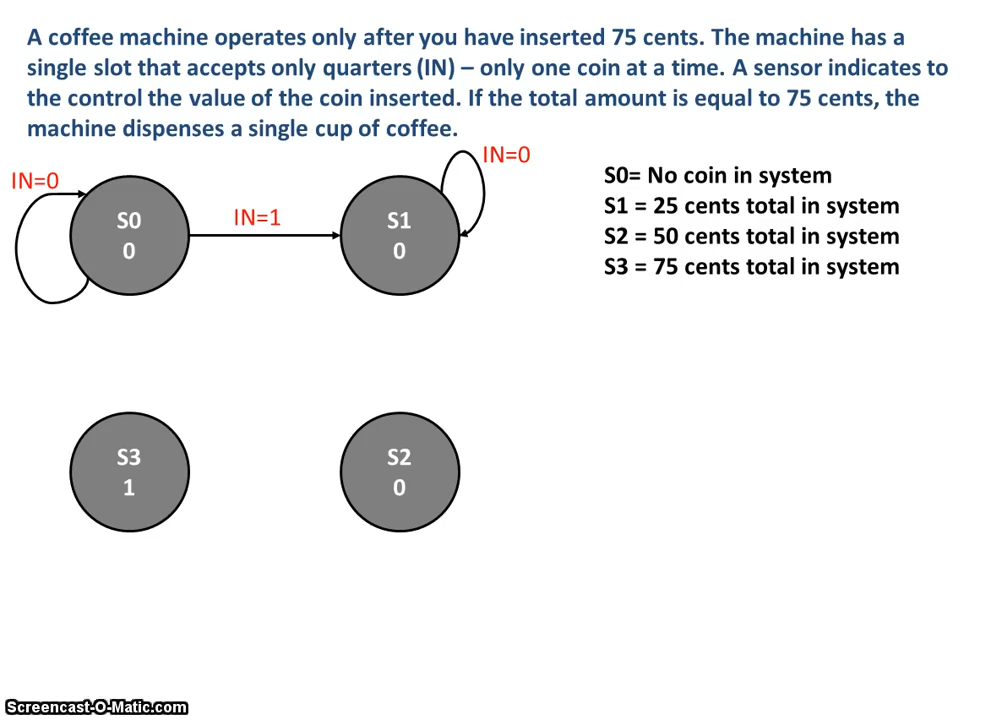 A coffee machine operates only after you have inserted 75 cents. The machine has a
single slot that accepts only quarters (IN) – only one coin at a time. A sensor indicates to
the control the value of the coin inserted. If the total amount is equal to 75 cents, the
machine dispenses a single cup of coffee.
IN=0
IN=0
S0= No coin in system
S1 = 25 cents total in system
S2 = 50 cents total in system
S3 = 75 cents total in system
S0
0
IN=1
S1
0
S3
1
S2
0
Screencast-O-Matic.com